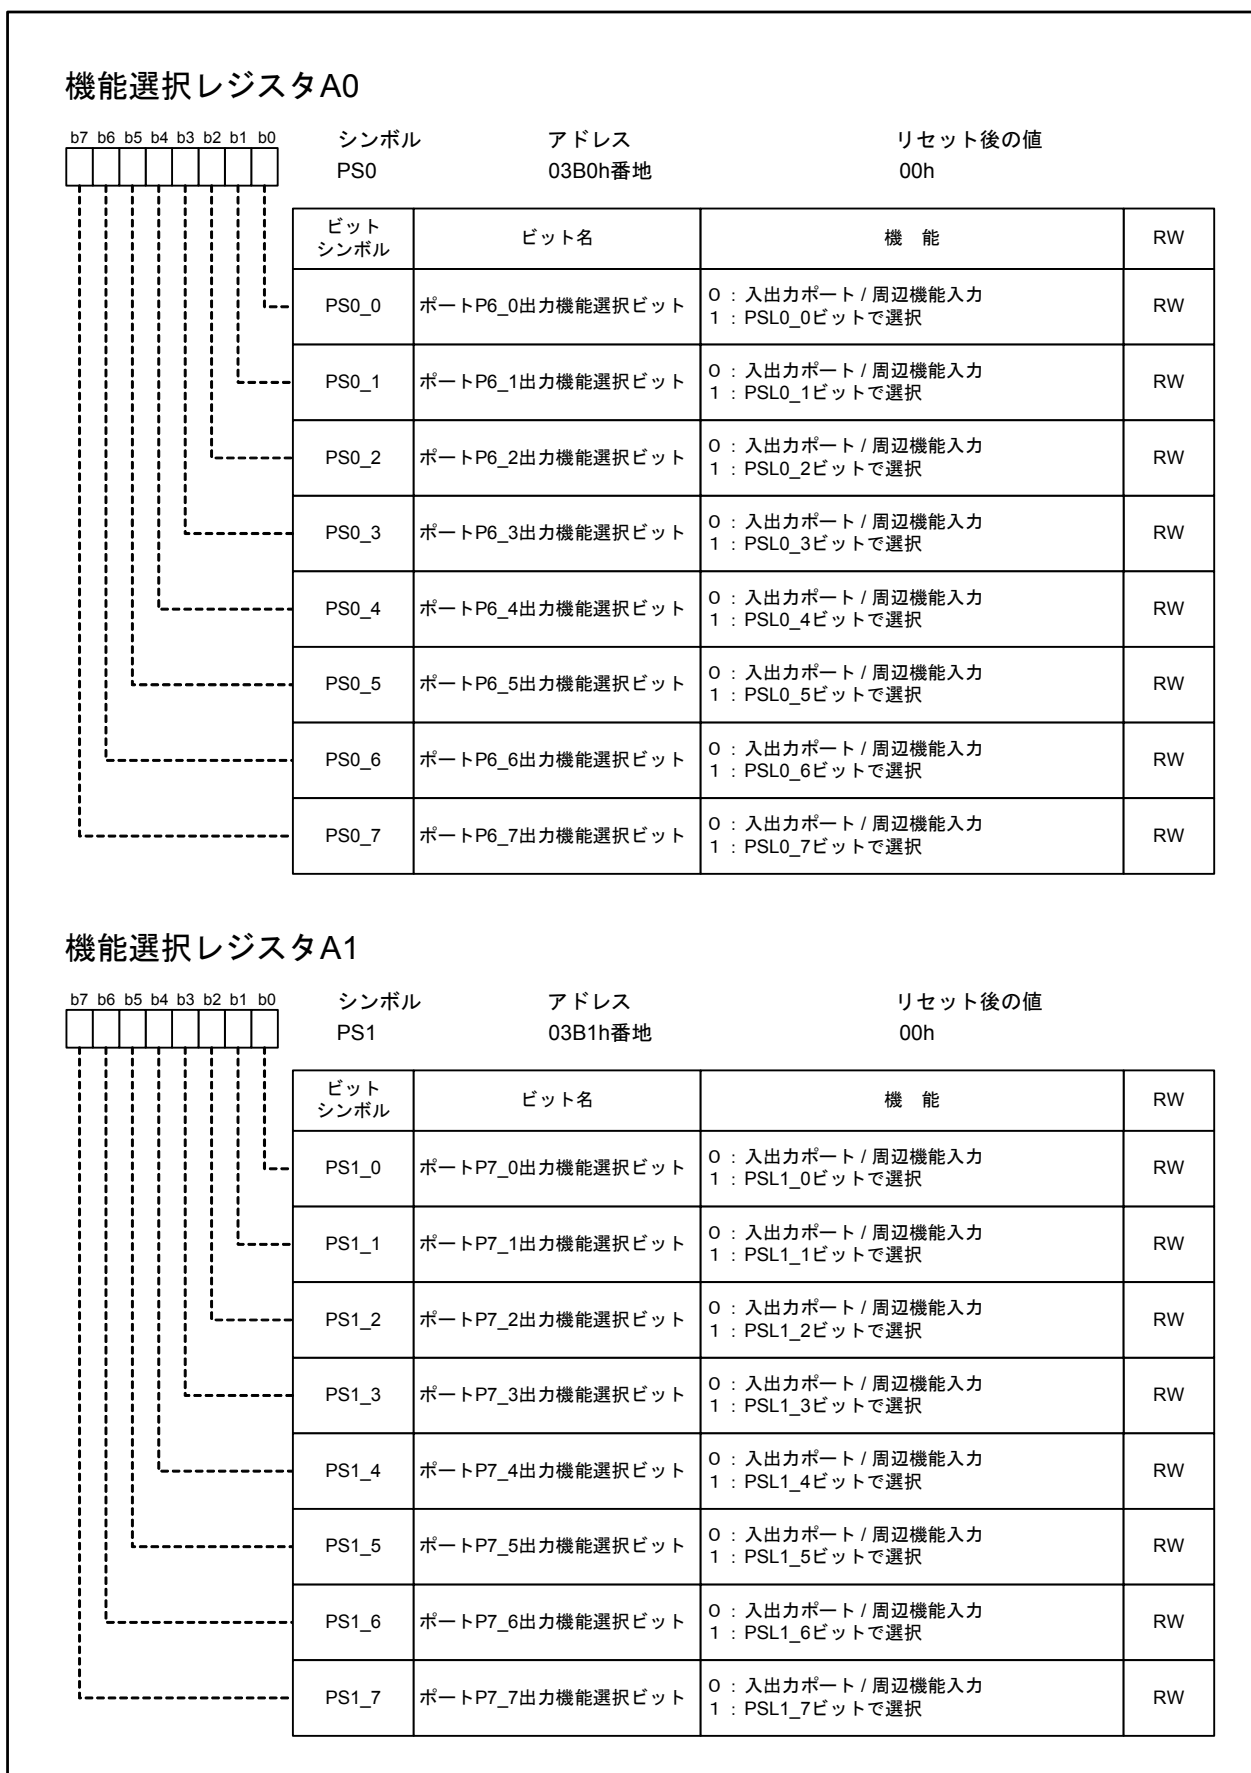 機能選択レジスタA0
b7 b6 b5 b4 b3 b2 b1 b0
シンボル アドレス リセット後の値
PS0 03B0h番地 00h
ビット
シンボル
ビット名 機 能 RW
PS0_0 ポートP6_0出力機能選択ビット
0 : 入出力ポート / 周辺機能入力
1 : PSL0_0ビットで選択
RW
PS0_1 ポートP6_1出力機能選択ビット
0 : 入出力ポート / 周辺機能入力
1 : PSL0_1ビットで選択
RW
PS0_2 ポートP6_2出力機能選択ビット
0 : 入出力ポート / 周辺機能入力
1 : PSL0_2ビットで選択
RW
PS0_3 ポートP6_3出力機能選択ビット
0 : 入出力ポート / 周辺機能入力
1 : PSL0_3ビットで選択
RW
PS0_4 ポートP6_4出力機能選択ビット
0 : 入出力ポート / 周辺機能入力
1 : PSL0_4ビットで選択
RW
PS0_5 ポートP6_5出力機能選択ビット
0 : 入出力ポート / 周辺機能入力
1 : PSL0_5ビットで選択
RW
PS0_6 ポートP6_6出力機能選択ビット
0 : 入出力ポート / 周辺機能入力
1 : PSL0_6ビットで選択
RW
PS0_7 ポートP6_7出力機能選択ビット
0 : 入出力ポート / 周辺機能入力
1 : PSL0_7ビットで選択
RW
機能選択レジスタA1
b7 b6 b5 b4 b3 b2 b1 b0
シンボル アドレス リセット後の値
PS1 03B1h番地 00h
ビット
シンボル
ビット名 機 能 RW
PS1_0 ポートP7_0出力機能選択ビット
0 : 入出力ポート / 周辺機能入力
1 : PSL1_0ビットで選択
RW
PS1_1 ポートP7_1出力機能選択ビット
0 : 入出力ポート / 周辺機能入力
1 : PSL1_1ビットで選択
RW
PS1_2 ポートP7_2出力機能選択ビット
0 : 入出力ポート / 周辺機能入力
1 : PSL1_2ビットで選択
RW
PS1_3 ポートP7_3出力機能選択ビット
0 : 入出力ポート / 周辺機能入力
1 : PSL1_3ビットで選択
RW
PS1_4 ポートP7_4出力機能選択ビット
0 : 入出力ポート / 周辺機能入力
1 : PSL1_4ビットで選択
RW
PS1_5 ポートP7_5出力機能選択ビット
0 : 入出力ポート / 周辺機能入力
1 : PSL1_5ビットで選択
RW
PS1_6 ポートP7_6出力機能選択ビット
0 : 入出力ポート / 周辺機能入力
1 : PSL1_6ビットで選択
RW
PS1_7 ポートP7_7出力機能選択ビット
0 : 入出力ポート / 周辺機能入力
1 : PSL1_7ビットで選択
RW